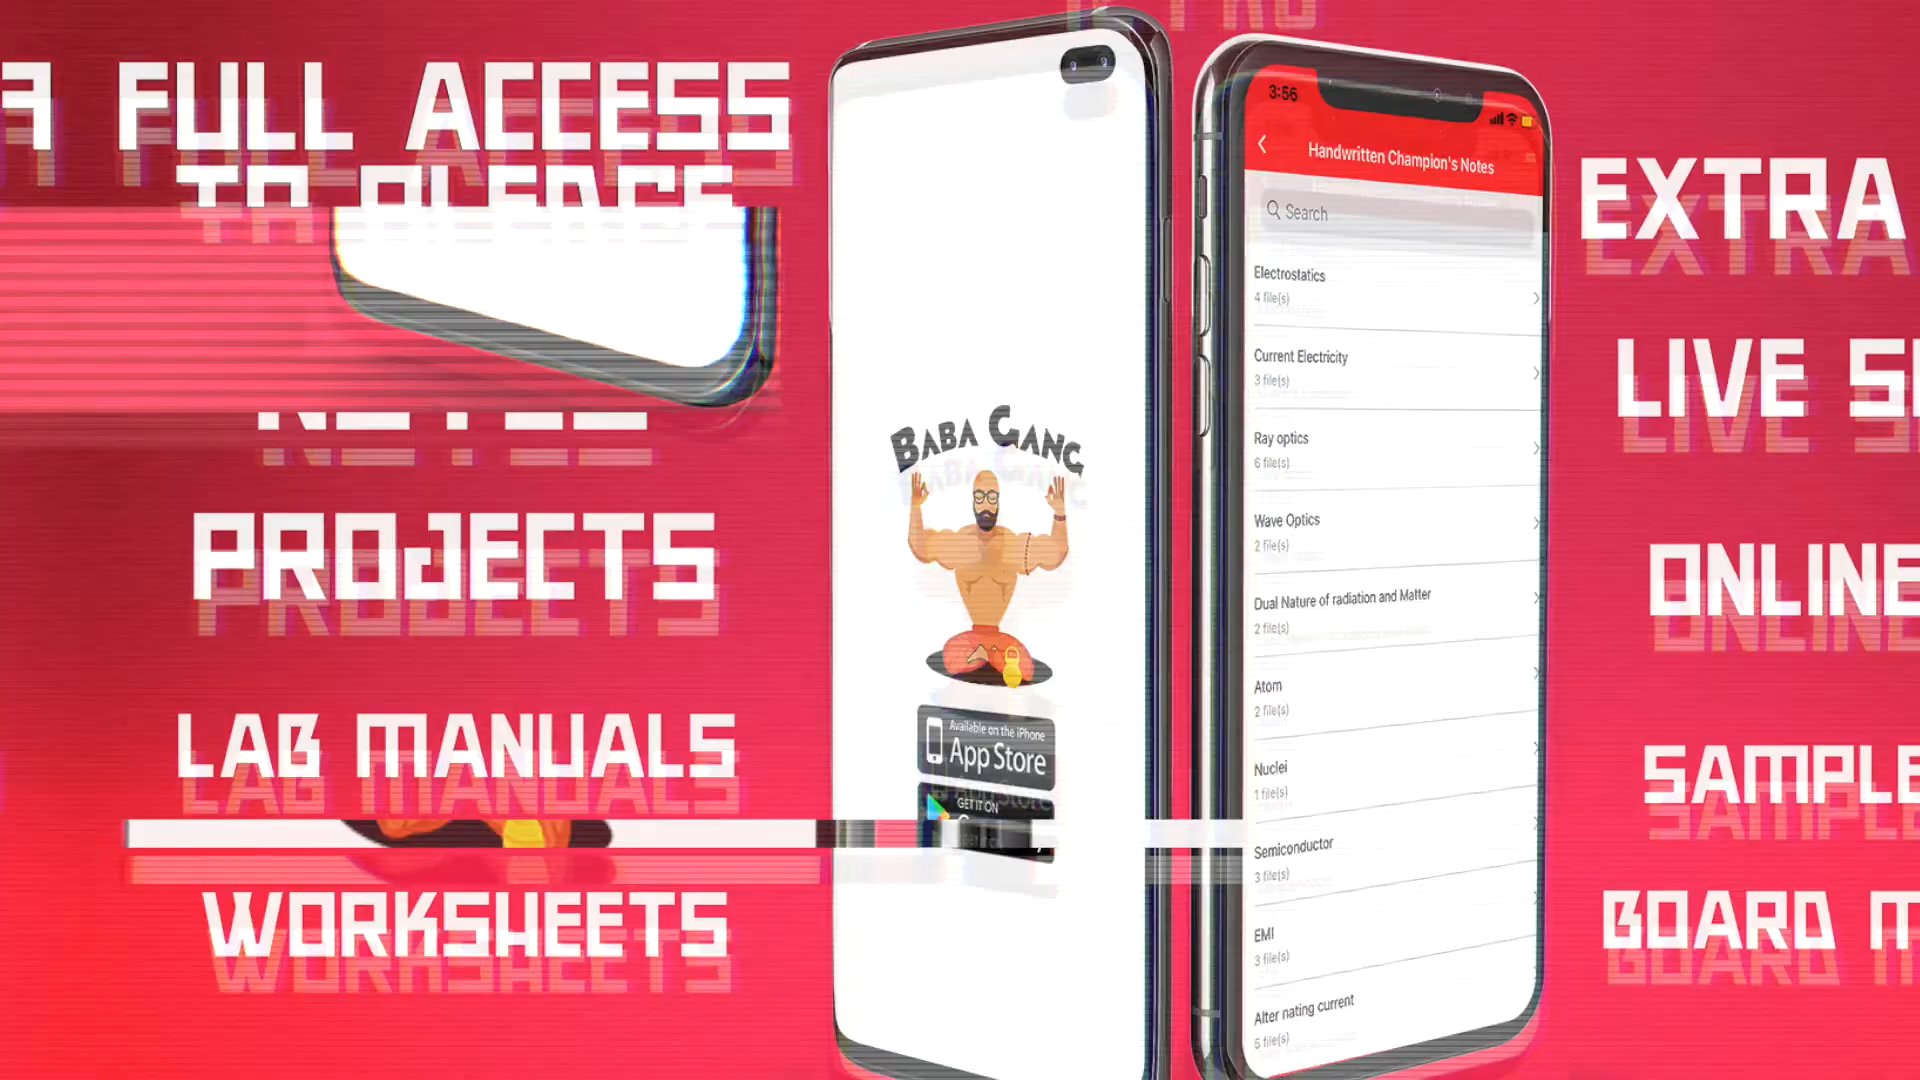 FULL ACCESS
TO
PROJECTS
LAB MANUALS
WORKSHEETS
BABA GANG
Available on the iPhone
App Store
GET IT ON
3:56
Handwritten Champion's Notes
Search
Electrostatics
4 file(s)
Current Electricity
3 file(s)
Ray optics
6 file(s)
Wave Optics
2 file(s)
Dual Nature of radiation and Matter
2 file(s)
Atom
2 file(s)
Nuclei
1 file(s)
Semiconductor
3 file(s)
EMI
3 file(s)
Alter nating current
5 file(s)
EXTRA
LIVE
ONLINE
SAMPLE
BOARD